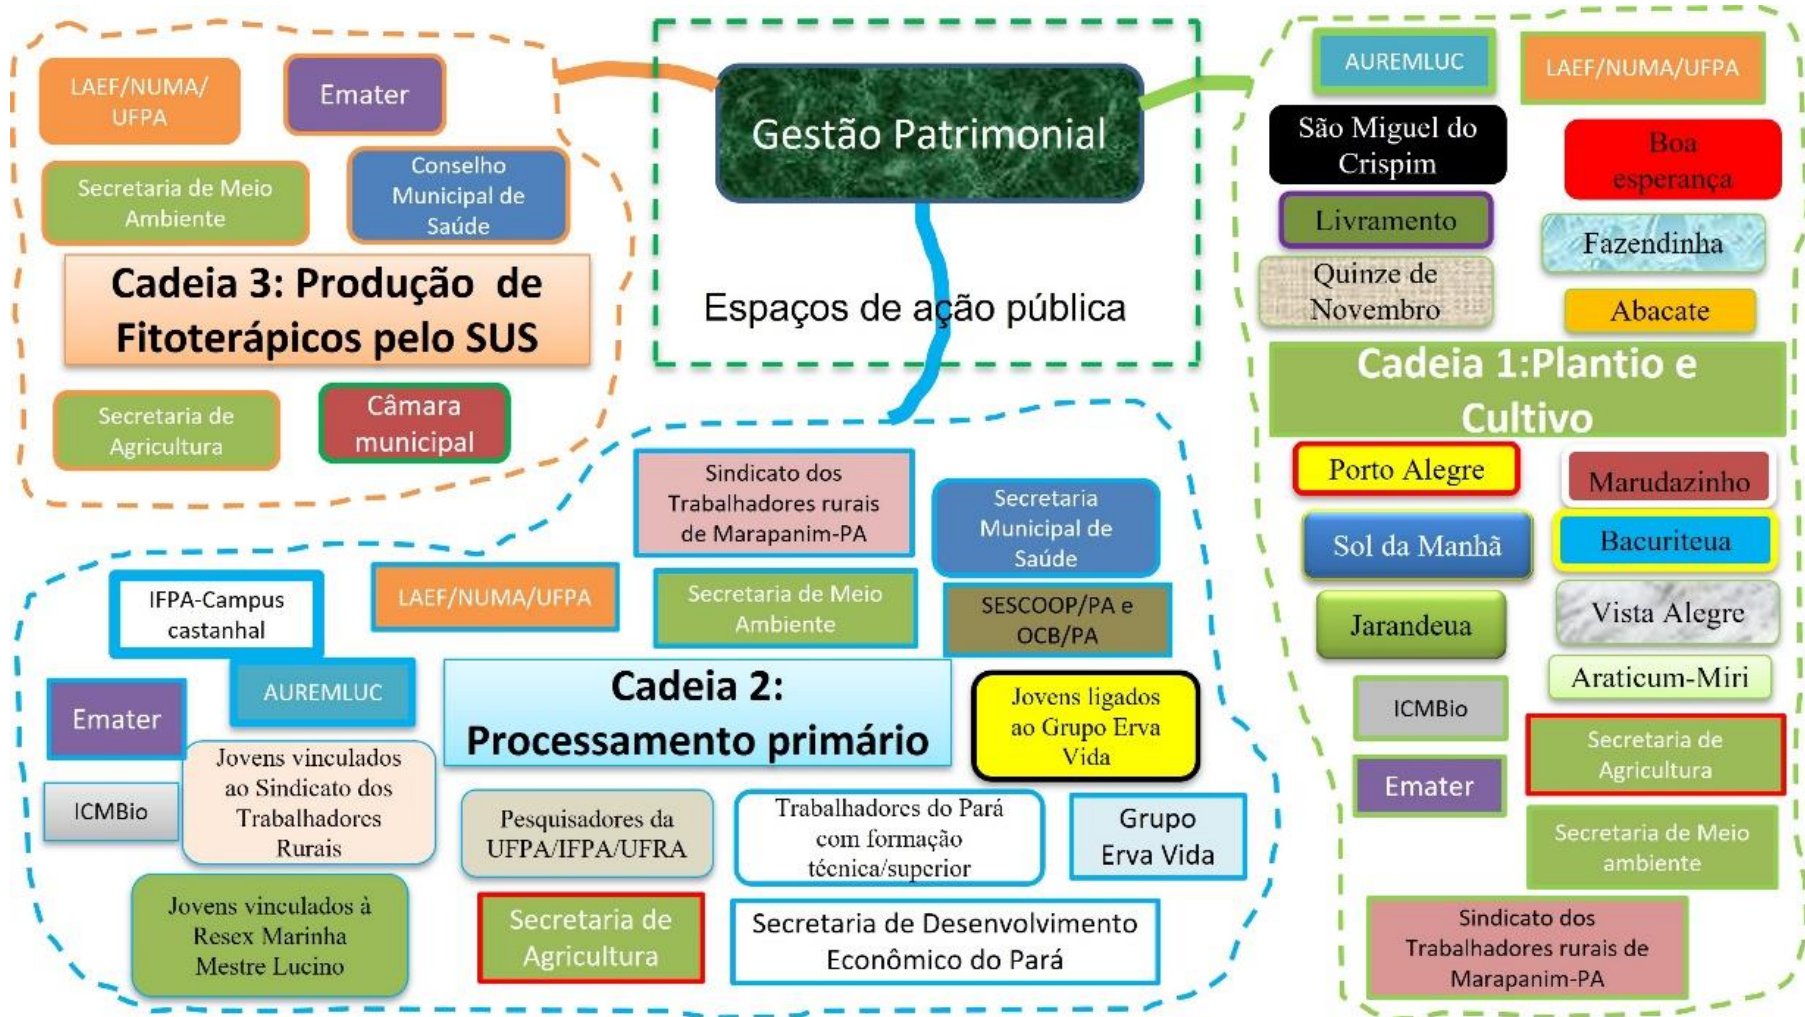 LAEF/NUMA/
UFPA
Emater
Secretaria de Meio
Ambiente
Conselho
Municipal de
Saúde
Cadeia 3: Produção de
Fitoterápicos pelo SUS
Secretaria de
Agricultura
Câmara
municipal
Gestão Patrimonial
Espaços de ação pública
AUREMLUC
LAEF/NUMA/UFPA
São Miguel do
Crispim
Boa
esperança
Livramento
Fazendinha
Quinze de
Novembro
Abacate
Cadeia 1:Plantio e
Cultivo
Porto Alegre
Marudazinho
Sol da Manhã
Bacuriteua
Jarandeua
Vista Alegre
Araticum-Miri
ICMBio
Secretaria de
Agricultura
Emater
Secretaria de Meio
ambiente
Sindicato dos
Trabalhadores rurais de
Marapanim-PA
Sindicato dos
Trabalhadores rurais
de Marapanim-PA
Secretaria
Municipal de
Saúde
IFPA-Campus
castanhal
LAEF/NUMA/UFPA
Secretaria de Meio
Ambiente
SESCOOP/PA e
OCB/PA
Emater
AUREMLUC
Cadeia 2:
Processamento primário
Jovens ligados
ao Grupo Erva
Vida
ICMBio
Jovens vinculados
ao Sindicato dos
Trabalhadores
Rurais
Pesquisadores da
UFPA/IFPA/UFRA
Trabalhadores do Pará
com formação
técnica/superior
Grupo
Erva Vida
Jovens vinculados à
Resex Marinha
Mestre Lucino
Secretaria de
Agricultura
Secretaria de Desenvolvimento
Econômico do Pará